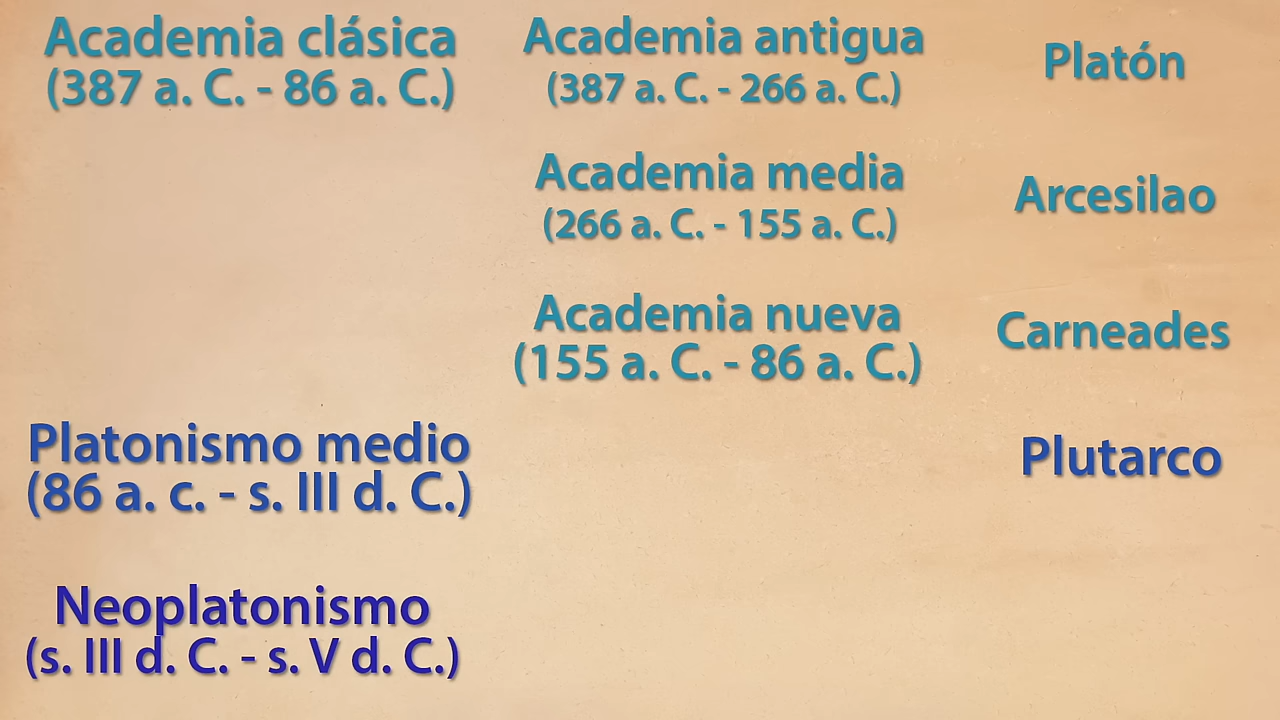 Academia clásica
(387 a. C. - 86 a. C.)
Academia antigua
(387 a. C. - 266 a. C.)
Platón
Academia media
(266 a. C. - 155 a. C.)
Arcesilao
Academia nueva
(155 a. C. - 86 a. C.)
Carneades
Platonismo medio
(86 a. c. - s. III d. C.)
Plutarco
Neoplatonismo
(s. III d. C. - s. V d. C.)